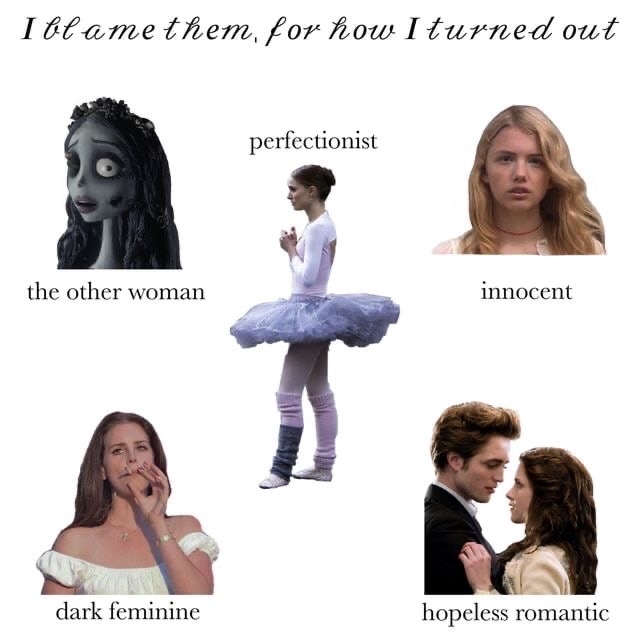 I blame them, for how I turned out
perfectionist
the other woman
innocent
dark feminine
hopeless romantic